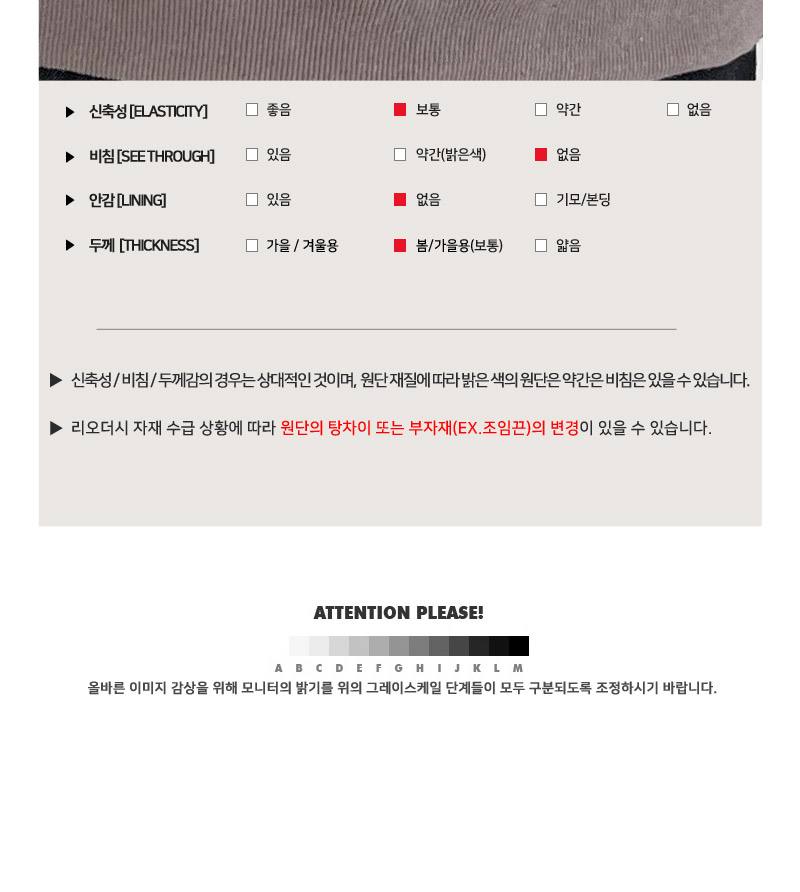 ▶ 신축성 [ELASTICITY] □ 좋음 ■ 보통 □ 약간 □ 없음
▶ 비침 [SEE THROUGH] □ 있음 □ 약간(밝은색) ■ 없음
▶ 안감 [LINING] □ 있음 ■ 없음 □ 기모/본딩
▶ 두께 [THICKNESS] □ 가을 / 겨울용 ■ 봄/가을용(보통) □ 얇음
▶ 신축성 / 비침 / 두께감의 경우는 상대적인 것이며, 원단 재질에 따라 밝은 색의 원단은 약간은 비침은 있을 수 있습니다.
▶ 리오더시 자재 수급 상황에 따라 원단의 탕차이 또는 부자재(EX.조임끈)의 변경이 있을 수 있습니다.
ATTENTION PLEASE!
A B C D E F G H I J K L M
올바른 이미지 감상을 위해 모니터의 밝기를 위의 그레이스케일 단계들이 모두 구분되도록 조정하시기 바랍니다.